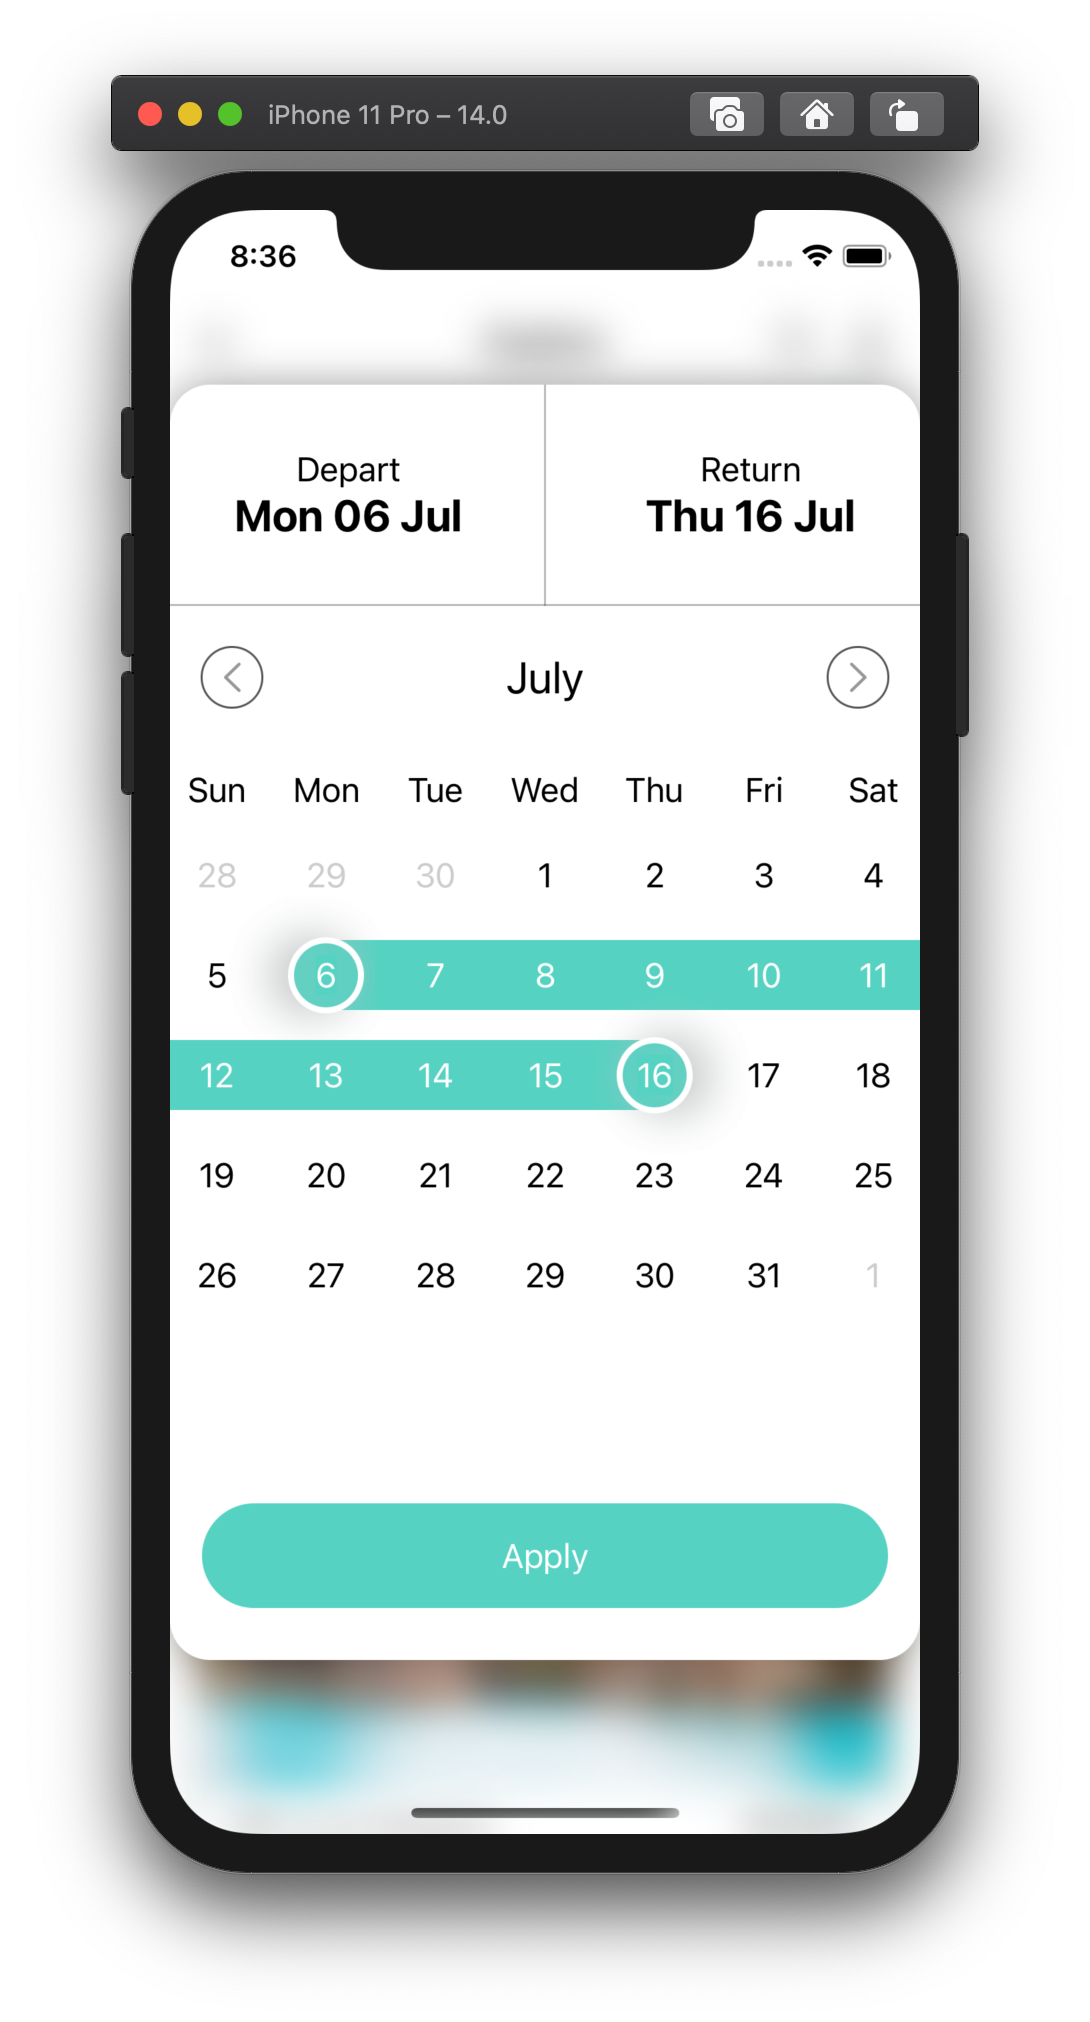 iPhone 11 Pro – 14.0
8:36
Depart
Mon 06 Jul
Return
Thu 16 Jul
July
Sun Mon Tue Wed Thu Fri Sat
28 29 30 1 2 3 4
5 6 7 8 9 10 11
12 13 14 15 16 17 18
19 20 21 22 23 24 25
26 27 28 29 30 31 1
Apply